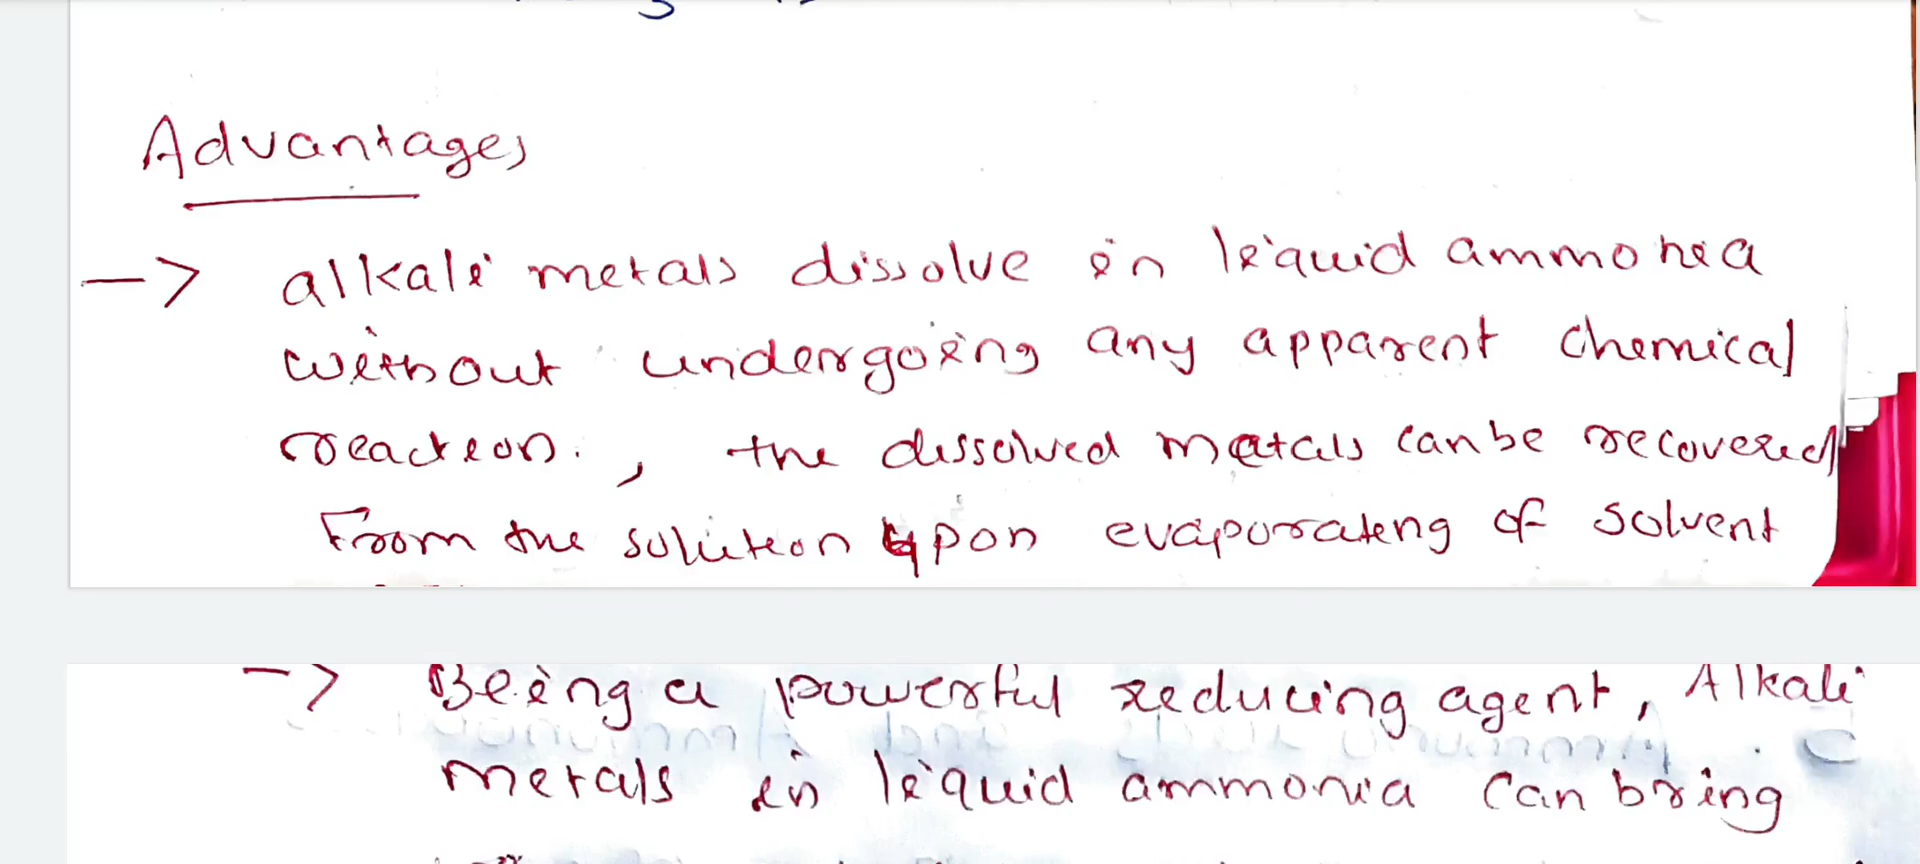 Advantages
→ alkali metals dissolve in liquid ammonia
without undergoing any apparent chemical
reaction. , the dissolved metals can be recovered
From the solution upon evaporating of solvent
→ Being a powerful reducing agent, Alkali
metals in liquid ammonia can bring